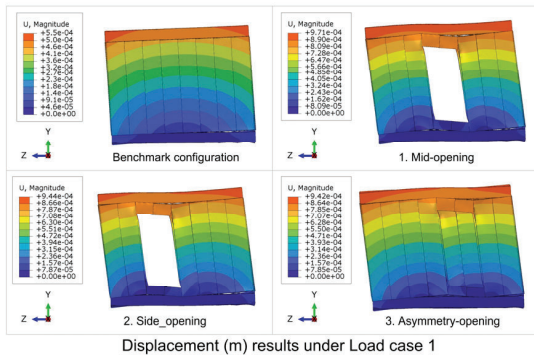 U, Magnitude
+5.5e-04
+5.0e-04
+4.6e-04
+4.1e-04
+3.6e-04
+3.2e-04
+2.7e-04
+2.3e-04
+1.8e-04
+1.4e-04
+9.1e-05
+4.6e-05
+0.0e+00
Y
Z
X
Benchmark configuration
U, Magnitude
+9.71e-04
+8.90e-04
+8.09e-04
+7.28e-04
+6.47e-04
+5.66e-04
+4.85e-04
+4.05e-04
+3.24e-04
+2.43e-04
+1.62e-04
+8.09e-05
+0.00e+00
Y
Z
X
1. Mid-opening
U, Magnitude
+9.44e-04
+8.66e-04
+7.87e-04
+7.08e-04
+6.30e-04
+5.51e-04
+4.72e-04
+3.94e-04
+3.15e-04
+2.36e-04
+1.57e-04
+7.87e-05
+0.00e+00
Y
Z
X
2. Side_opening
U, Magnitude
+9.42e-04
+8.64e-04
+7.85e-04
+7.07e-04
+6.28e-04
+5.50e-04
+4.71e-04
+3.93e-04
+3.14e-04
+2.36e-04
+1.57e-04
+7.85e-05
+0.00e+00
Y
Z
X
3. Asymmetry-opening
Displacement (m) results under Load case 1